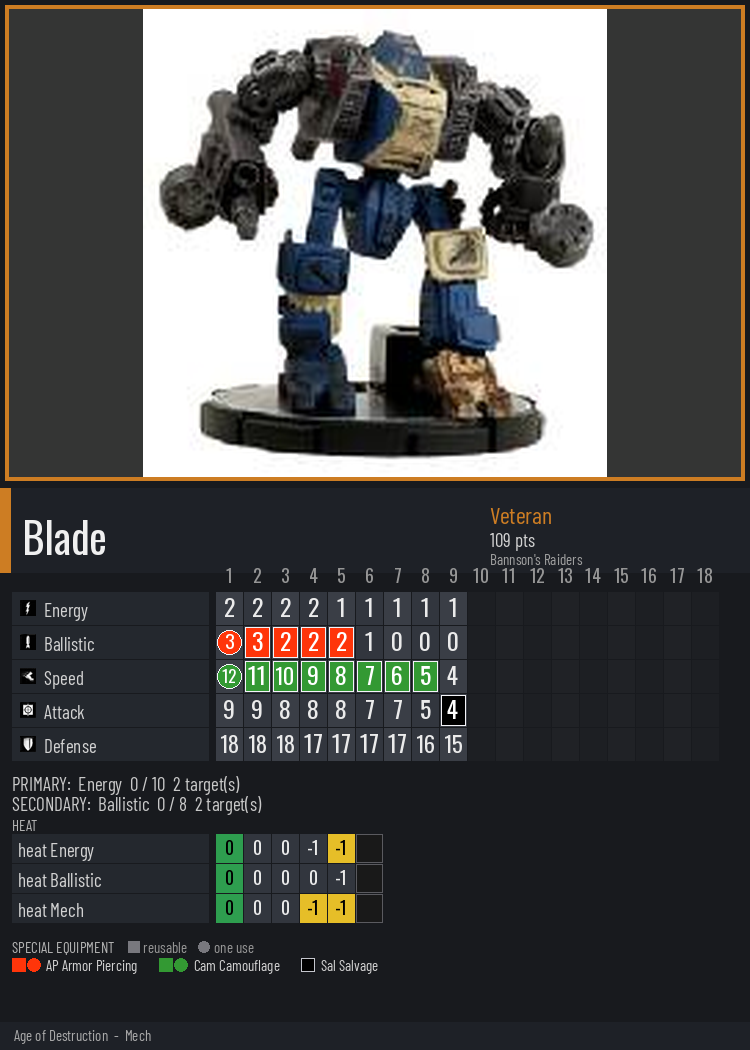 Blade
Veteran
109 pts
Bannson's Raiders
1 2 3 4 5 6 7 8 9 10 11 12 13 14 15 16 17 18
Energy 2 2 2 2 1 1 1 1 1
Ballistic 3 3 2 2 2 1 0 0 0
Speed 12 11 10 9 8 7 6 5 4
Attack 9 9 8 8 8 7 7 5 4
Defense 18 18 18 17 17 17 17 16 15
PRIMARY: Energy 0 / 10 2 target(s)
SECONDARY: Ballistic 0 / 8 2 target(s)
HEAT
heat Energy 0 0 0 -1 -1
heat Ballistic 0 0 0 0 -1
heat Mech 0 0 0 -1 -1
SPECIAL EQUIPMENT reusable one use
AP Armor Piercing Cam Camouflage Sal Salvage
Age of Destruction - Mech